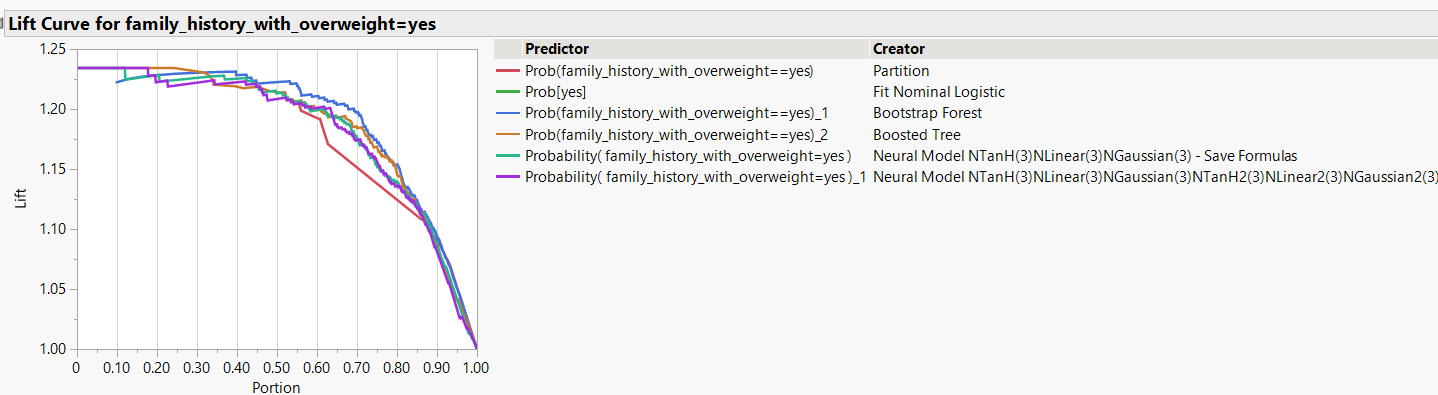 Lift Curve for family_history_with_overweight=yes
1.25
1.20
1.15
1.10
1.05
1.00
Lift
0 0.10 0.20 0.30 0.40 0.50 0.60 0.70 0.80 0.90 1.00
Portion
Predictor Creator
Prob(family_history_with_overweight==yes) Partition
Prob[yes] Fit Nominal Logistic
Prob(family_history_with_overweight==yes)_1 Bootstrap Forest
Prob(family_history_with_overweight==yes)_2 Boosted Tree
Probability( family_history_with_overweight=yes ) Neural Model NTanH(3)NLinear(3)NGaussian(3) - Save Formulas
Probability( family_history_with_overweight=yes )_1 Neural Model NTanH(3)NLinear(3)NGaussian(3)NTanH2(3)NLinear2(3)NGaussian2(3)